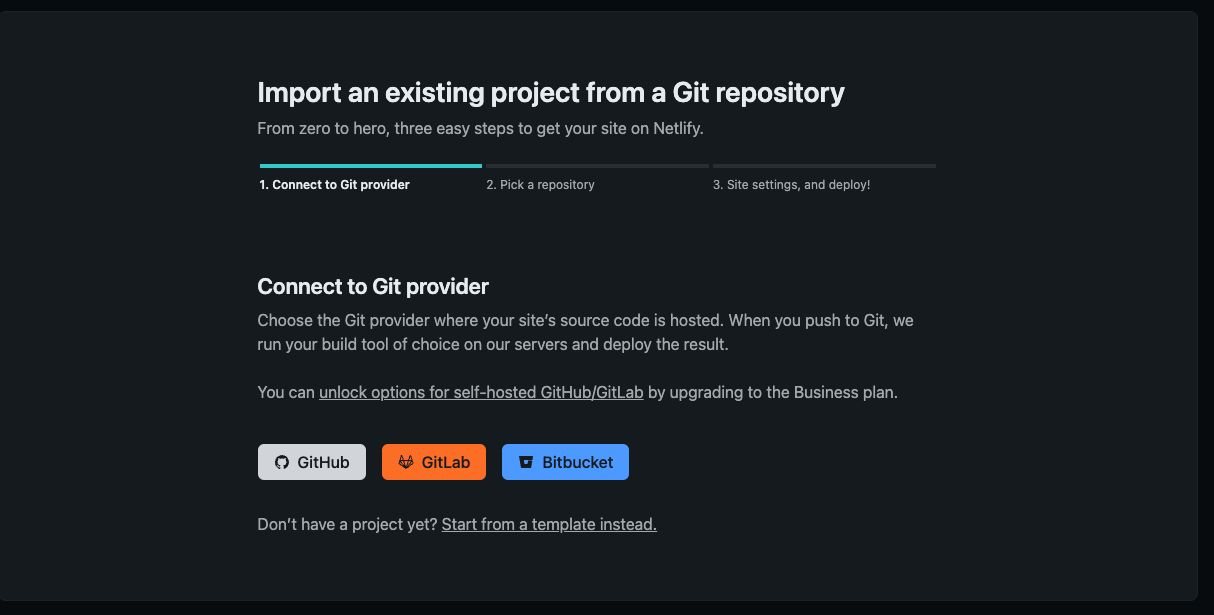 Import an existing project from a Git repository
From zero to hero, three easy steps to get your site on Netlify.
1. Connect to Git provider
2. Pick a repository
3. Site settings, and deploy!
Connect to Git provider
Choose the Git provider where your site’s source code is hosted. When you push to Git, we
run your build tool of choice on our servers and deploy the result.
You can unlock options for self-hosted GitHub/GitLab by upgrading to the Business plan.
GitHub
GitLab
Bitbucket
Don’t have a project yet? Start from a template instead.